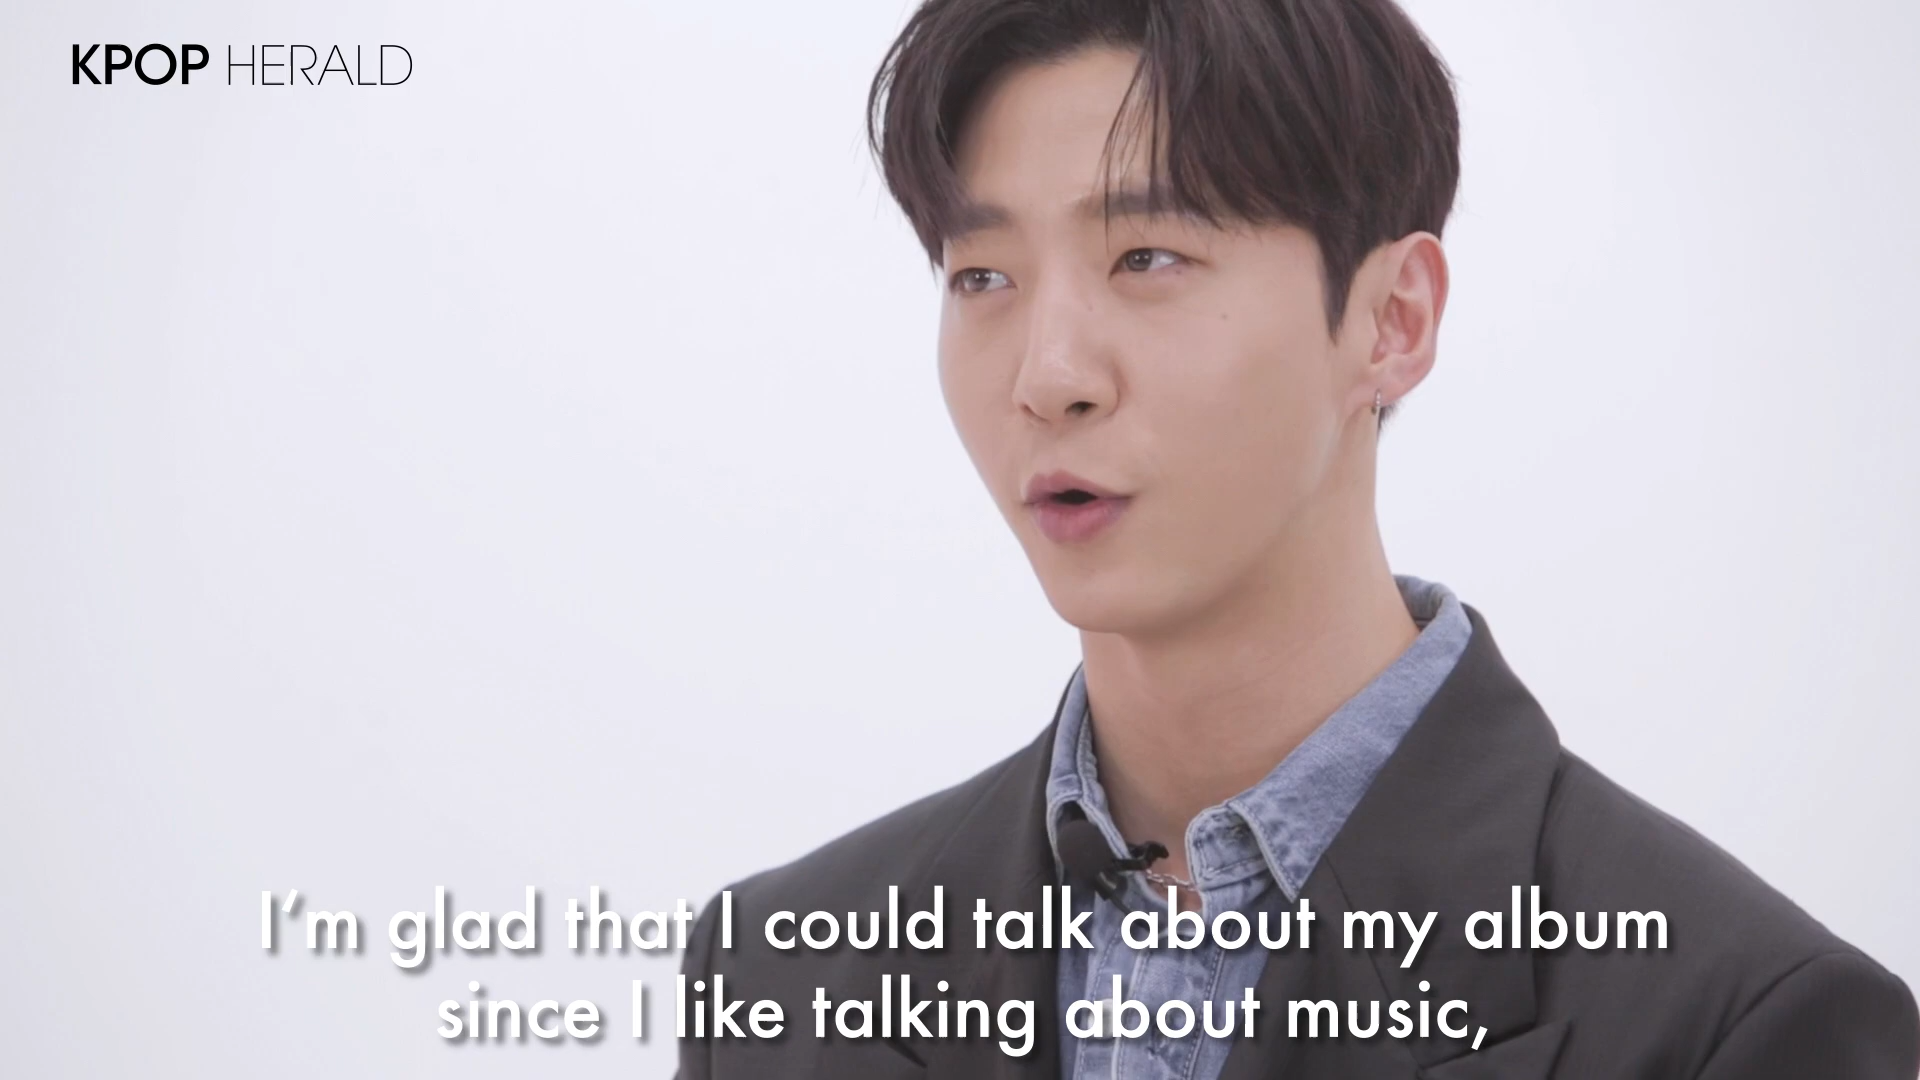 KPOP HERALD
I'm glad that I could talk about my album
since I like talking about music,